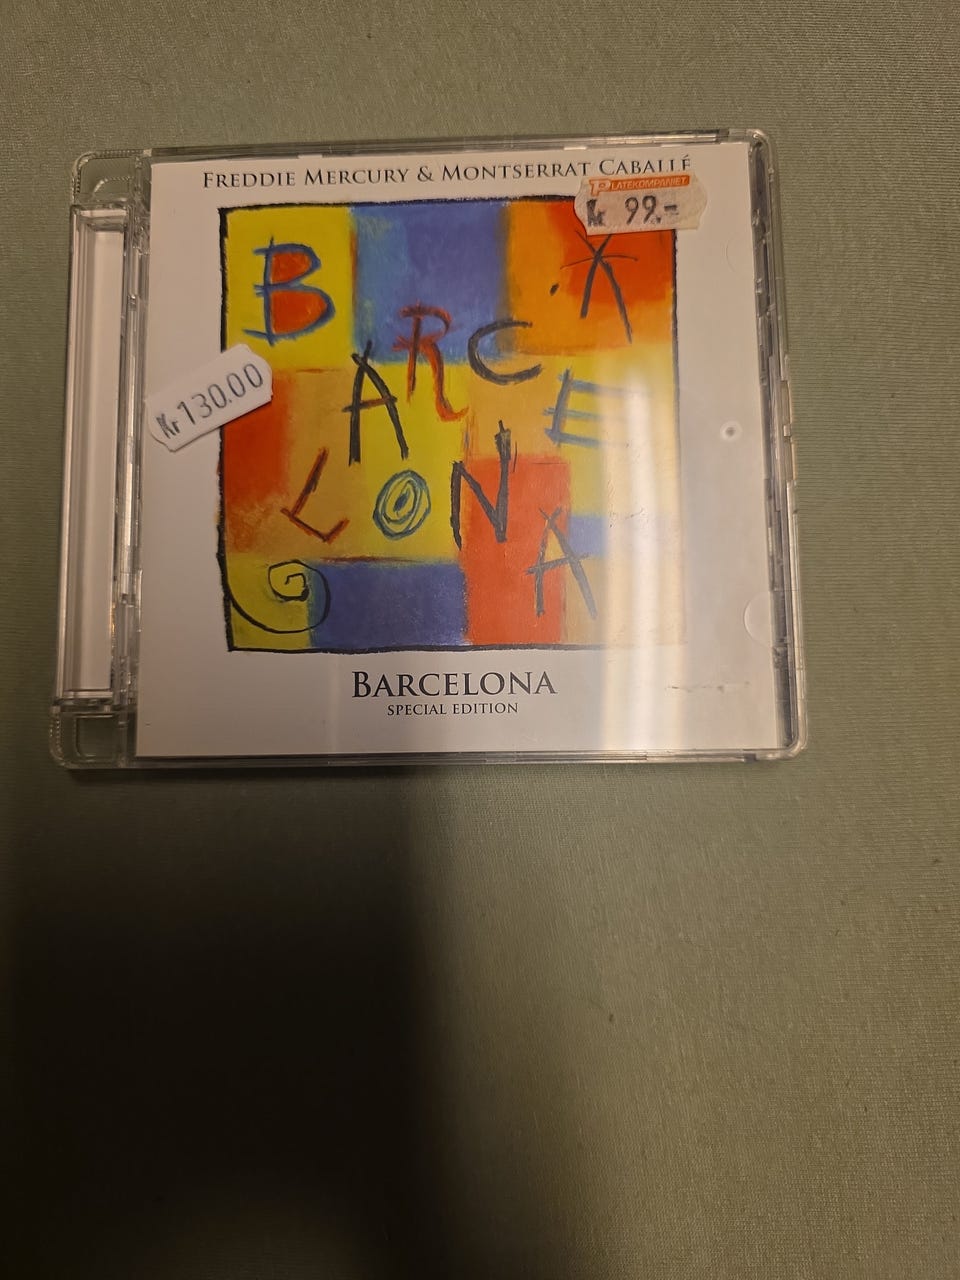 FREDDIE MERCURY & MONTSERRAT CABALLÉ
PLATEKOMPANIET
Kr 99.-
BARCELONA
Kr 130.00
BARCELONA
SPECIAL EDITION